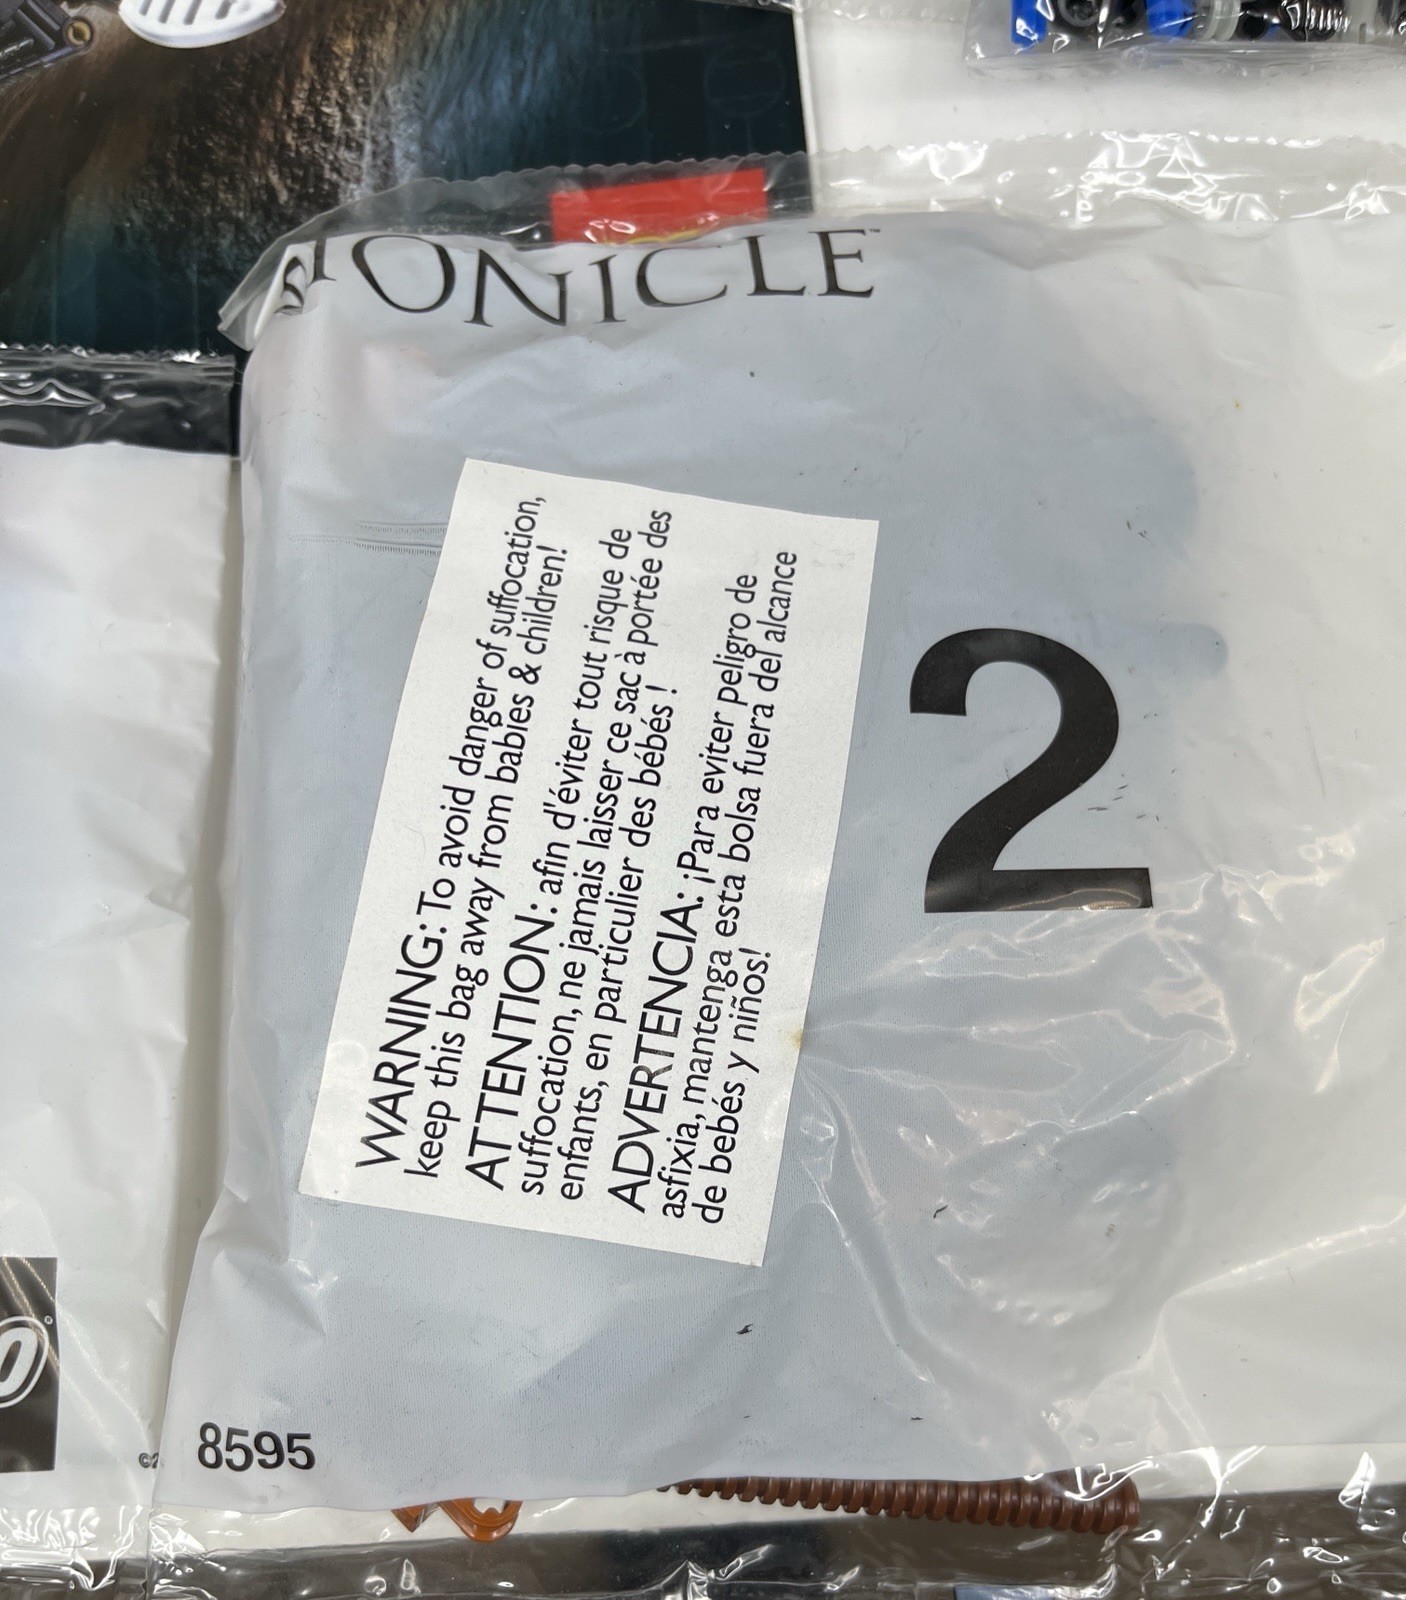 BIONICLE™
WARNING: To avoid danger of suffocation,
keep this bag away from babies & children!
ATTENTION: afin d'éviter tout risque de
suffocation, ne jamais laisser ce sac à portée des
enfants, en particulier des bébés !
ADVERTENCIA: ¡Para eviter peligro de
asfixia, mantenga esta bolsa fuera del alcance
de bebés y niños!
2
8595